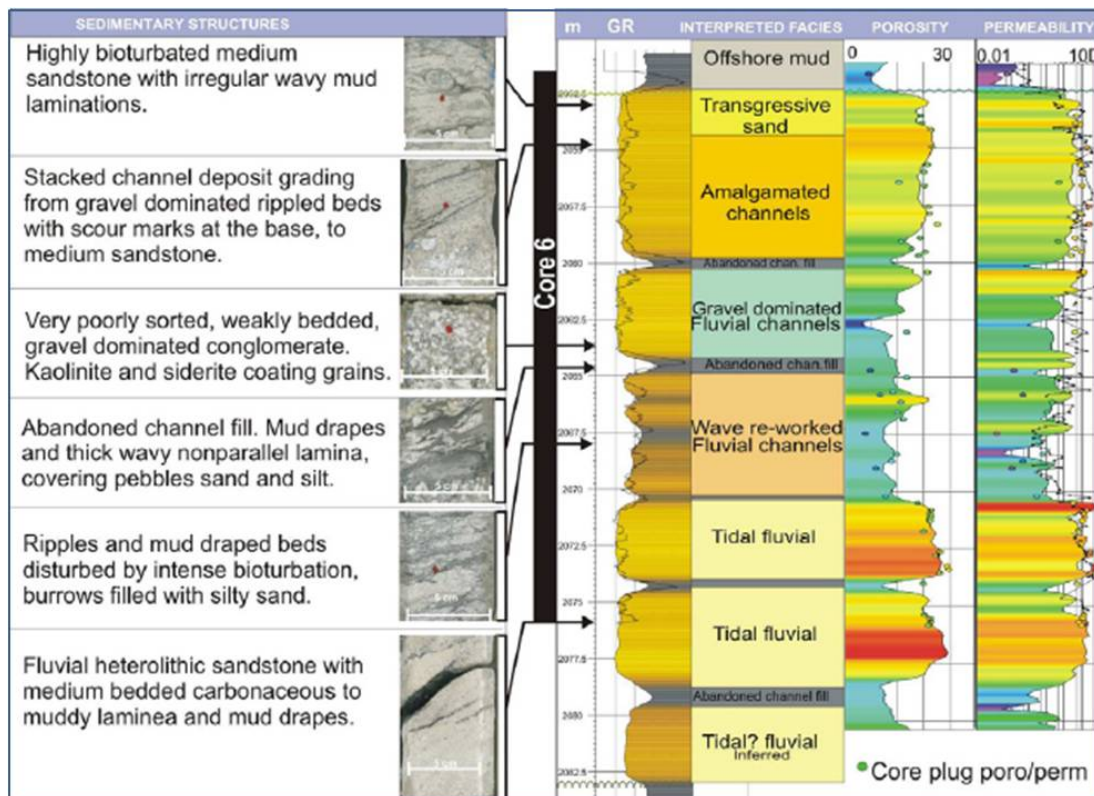 SEDIMENTARY STRUCTURES
m
GR
INTERPRETED FACIES
POROSITY
PERMEABILITY
0
30
0.01
10D
Highly bioturbated medium
sandstone with irregular wavy mud
laminations.
Stacked channel deposit grading
from gravel dominated rippled beds
with scour marks at the base, to
medium sandstone.
Very poorly sorted, weakly bedded,
gravel dominated conglomerate.
Kaolinite and siderite coating grains.
Abandoned channel fill. Mud drapes
and thick wavy nonparallel lamina,
covering pebbles sand and silt.
Ripples and mud draped beds
disturbed by intense bioturbation,
burrows filled with silty sand.
Fluvial heterolithic sandstone with
medium bedded carbonaceous to
muddy laminea and mud drapes.
5 cm
Core 6
2060
2062.5
2067.5
2670
2072.5
2077.5
2062.5
Offshore mud
Transgressive
sand
Amalgamated
channels
Abandoned chan. fill
Gravel dominated
Fluvial channels
Abandoned chan.fill
Wave re-worked
Fluvial channels
Tidal fluvial
Tidal fluvial
Abandoned channel fill
Tidal? fluvial
Inferred
Core plug poro/perm